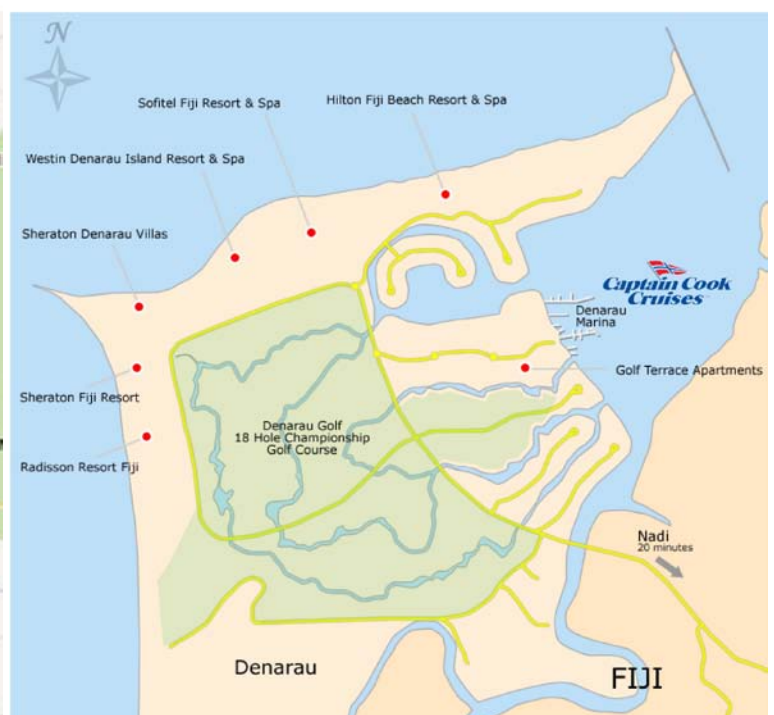 N
Sofitel Fiji Resort & Spa
Hilton Fiji Beach Resort & Spa
Westin Denarau Island Resort & Spa
Sheraton Denarau Villas
Captain Cook
Cruises
Denarau
Marina
Sheraton Fiji Resort
Golf Terrace Apartments
Denarau Golf
18 Hole Championship
Golf Course
Radisson Resort Fiji
Nadi
20 minutes
Denarau
FIJI